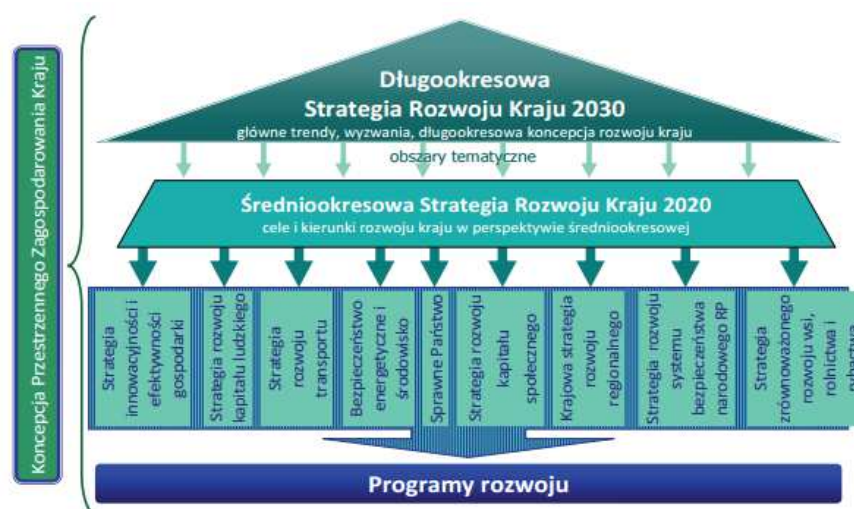 Koncepcja Przestrzennego Zagospodarowania Kraju
Długookresowa
Strategia Rozwoju Kraju 2030
główne trendy, wyzwania, długookresowa koncepcja rozwoju kraju
obszary tematyczne
Średniookresowa Strategia Rozwoju Kraju 2020
cele i kierunki rozwoju kraju w perspektywie średniookresowej
Strategia
innowacyjności i
efektywności
gospodarki
Strategia rozwoju
kapitału ludzkiego
Strategia
rozwoju
transportu
Bezpieczeństwo
energetyczne i
środowisko
Sprawne Państwo
Strategia rozwoju
kapitału
społecznego
Krajowa strategia
rozwoju
regionalnego
Strategia rozwoju
systemu
bezpieczeństwa
narodowego RP
Strategia
zrównoważonego
rozwoju wsi,
rolnictwa i
rybactwa
Programy rozwoju